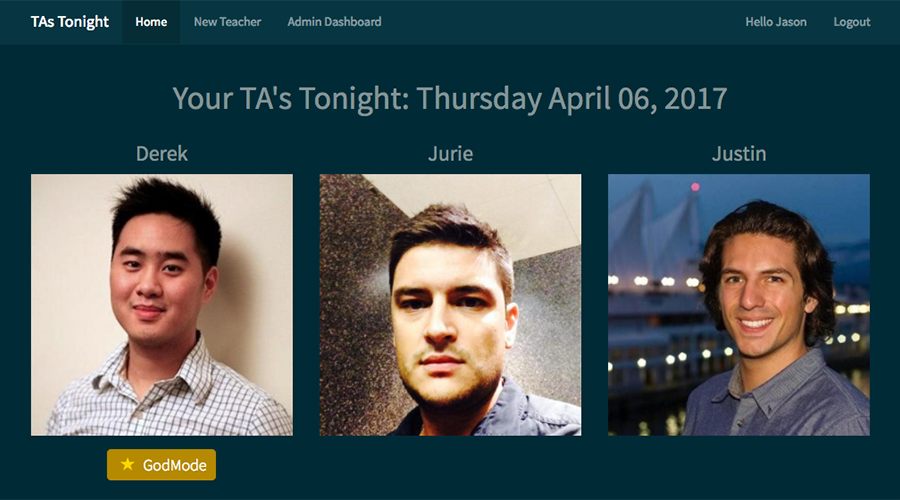 TAs Tonight Home New Teacher Admin Dashboard Hello Jason Logout
Your TA's Tonight: Thursday April 06, 2017
Derek Jurie Justin
GodMode